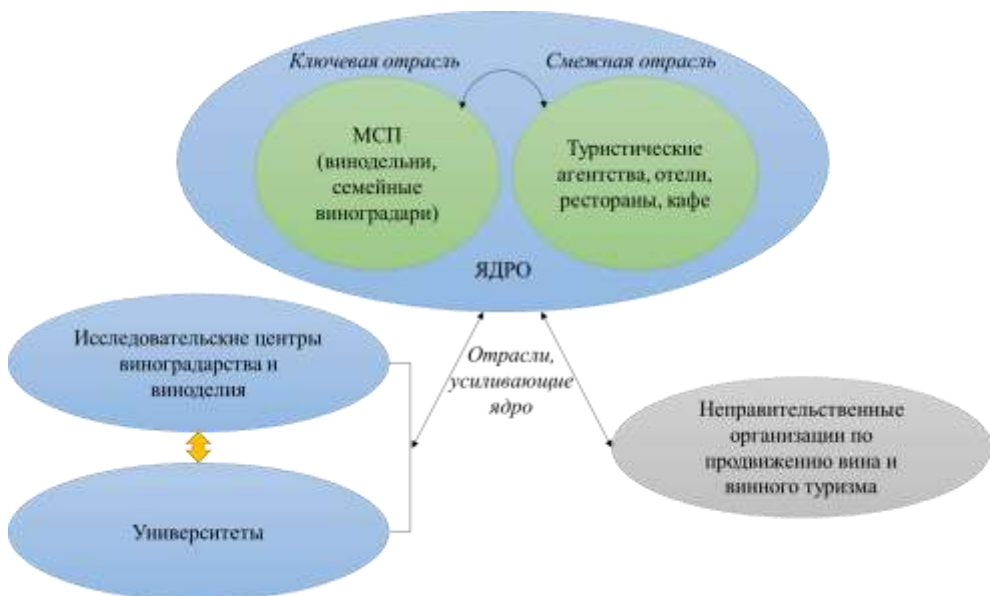 Ключевая отрасль
Смежная отрасль
МСП
(винодельни,
семейные
виноградари)
Туристические
агентства, отели,
рестораны, кафе
ЯДРО
Исследовательские центры
виноградарства и
виноделия
Отрасли,
усиливающие
ядро
Неправительственные
организации по
продвижению вина и
винного туризма
Университеты